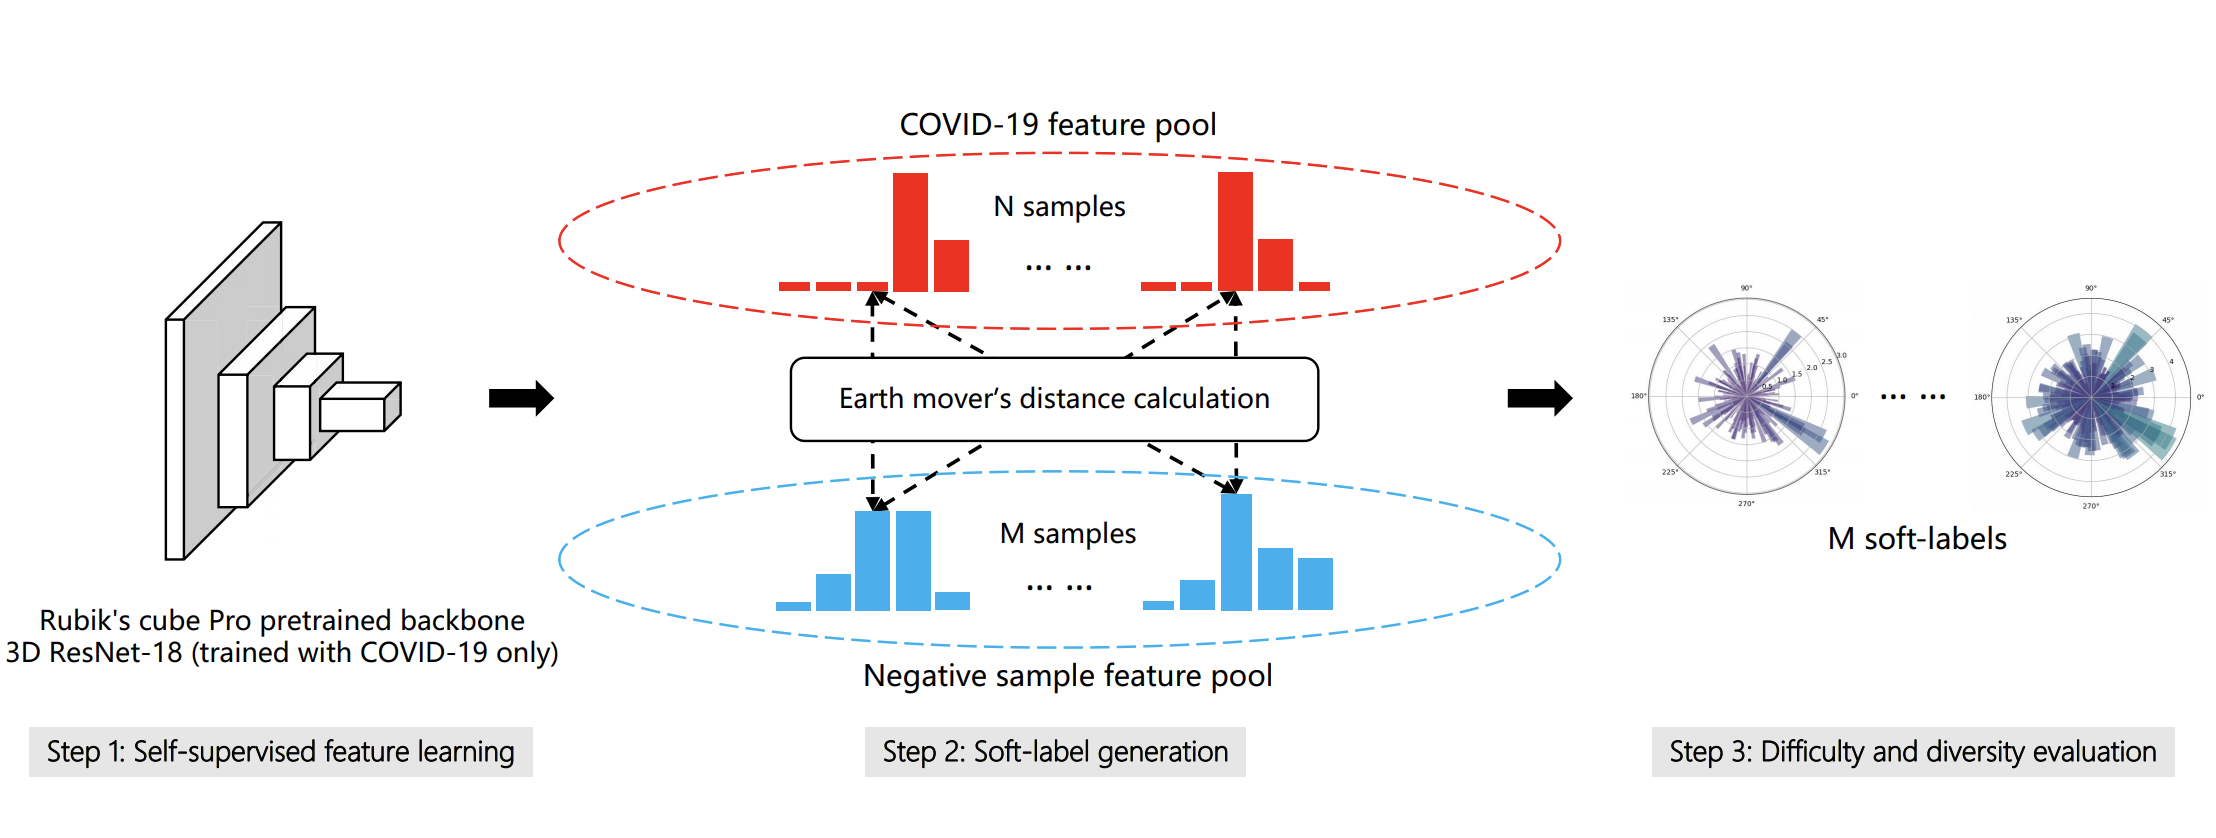 COVID-19 feature pool
N samples
... ...
Earth mover‘s distance calculation
M samples
... ...
Negative sample feature pool
Rubik's cube Pro pretrained backbone
3D ResNet-18 (trained with COVID-19 only)
90°
135°
45°
180°
0°
225°
315°
270°
0.5
1.0
1.5
2.0
2.5
3.0
... ...
90°
135°
45°
180°
0°
225°
315°
270°
1
2
3
4
M soft-labels
Step 1: Self-supervised feature learning
Step 2: Soft-label generation
Step 3: Difficulty and diversity evaluation